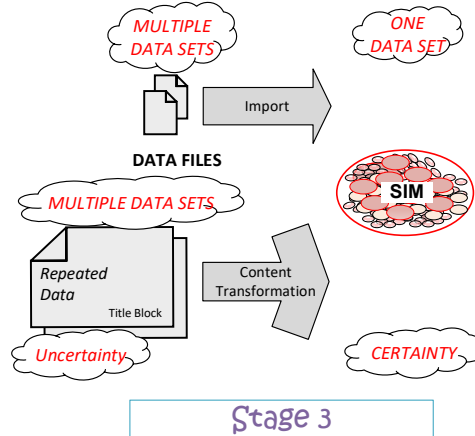 MULTIPLE
DATA SETS
ONE
DATA SET
Import
DATA FILES
MULTIPLE DATA SETS
SIM
Repeated
Data
Title Block
Content
Transformation
Uncertainty
CERTAINTY
Stage 3